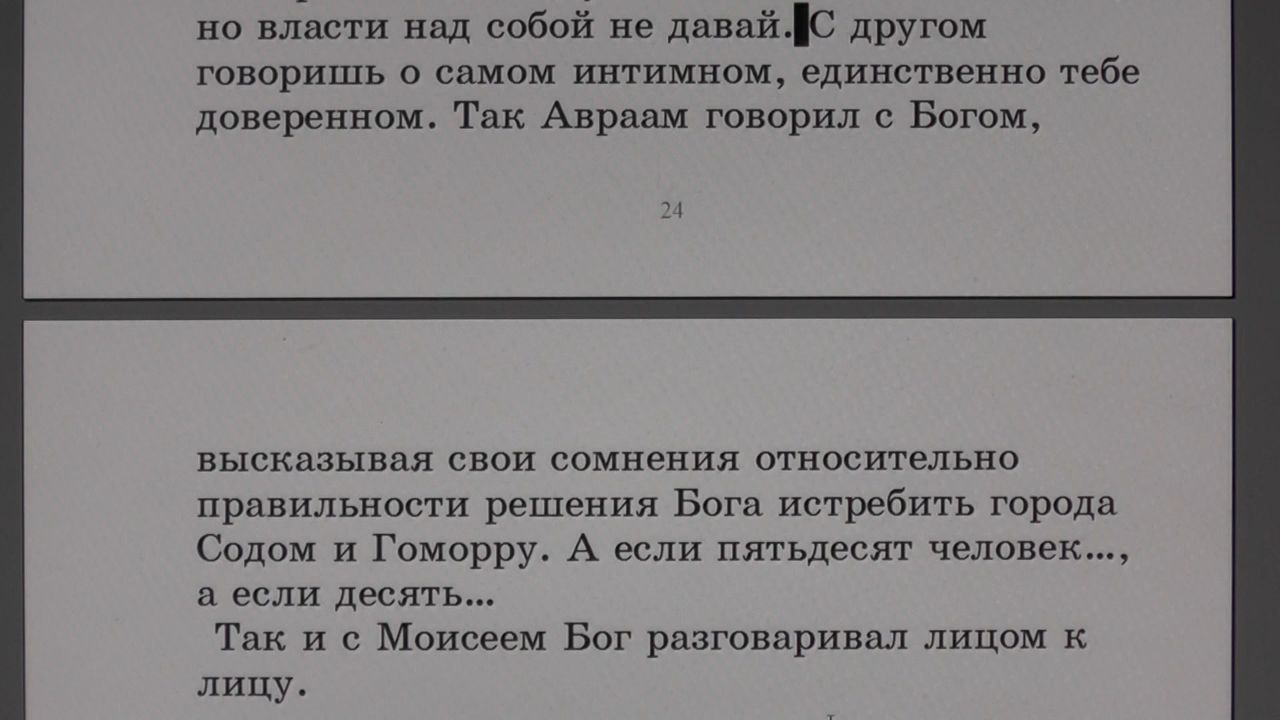 но власти над собой не давай. С другом
говоришь о самом интимном, единственно тебе
доверенном. Так Авраам говорил с Богом,
24
высказывая свои сомнения относительно
правильности решения Бога истребить города
Содом и Гоморру. А если пятьдесят человек...,
а если десять...
Так и с Моисеем Бог разговаривал лицом к
лицу.